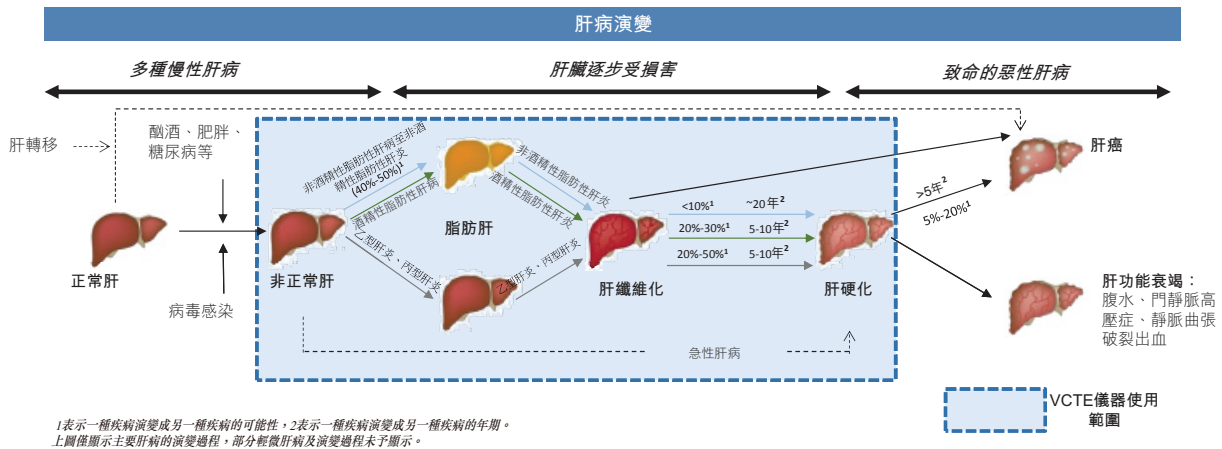 肝病演變
多種慢性肝病
肝臟逐步受損害
致命的惡性肝病
肝轉移
酗酒、肥胖、
糖尿病等
正常肝
病毒感染
非正常肝
非酒精性脂肪性肝病至非酒
精性脂肪性肝炎
(40%-50%)¹
酒精性脂肪性肝病
乙型肝炎、丙型肝炎
脂肪肝
非酒精性脂肪性肝炎
酒精性脂肪性肝炎
乙型肝炎、丙型肝炎
肝纖維化
<10%¹ ~20年²
20%-30%¹ 5-10年²
20%-50%¹ 5-10年²
肝硬化
急性肝病
>5年²
5%-20%¹
肝癌
肝功能衰竭：
腹水、門靜脈高
壓症、靜脈曲張
破裂出血
VCTE儀器使用
範圍
1表示一種疾病演變成另一種疾病的可能性，2表示一種疾病演變成另一種疾病的年期。
上圖僅顯示主要肝病的演變過程，部分輕微肝病及演變過程未予顯示。